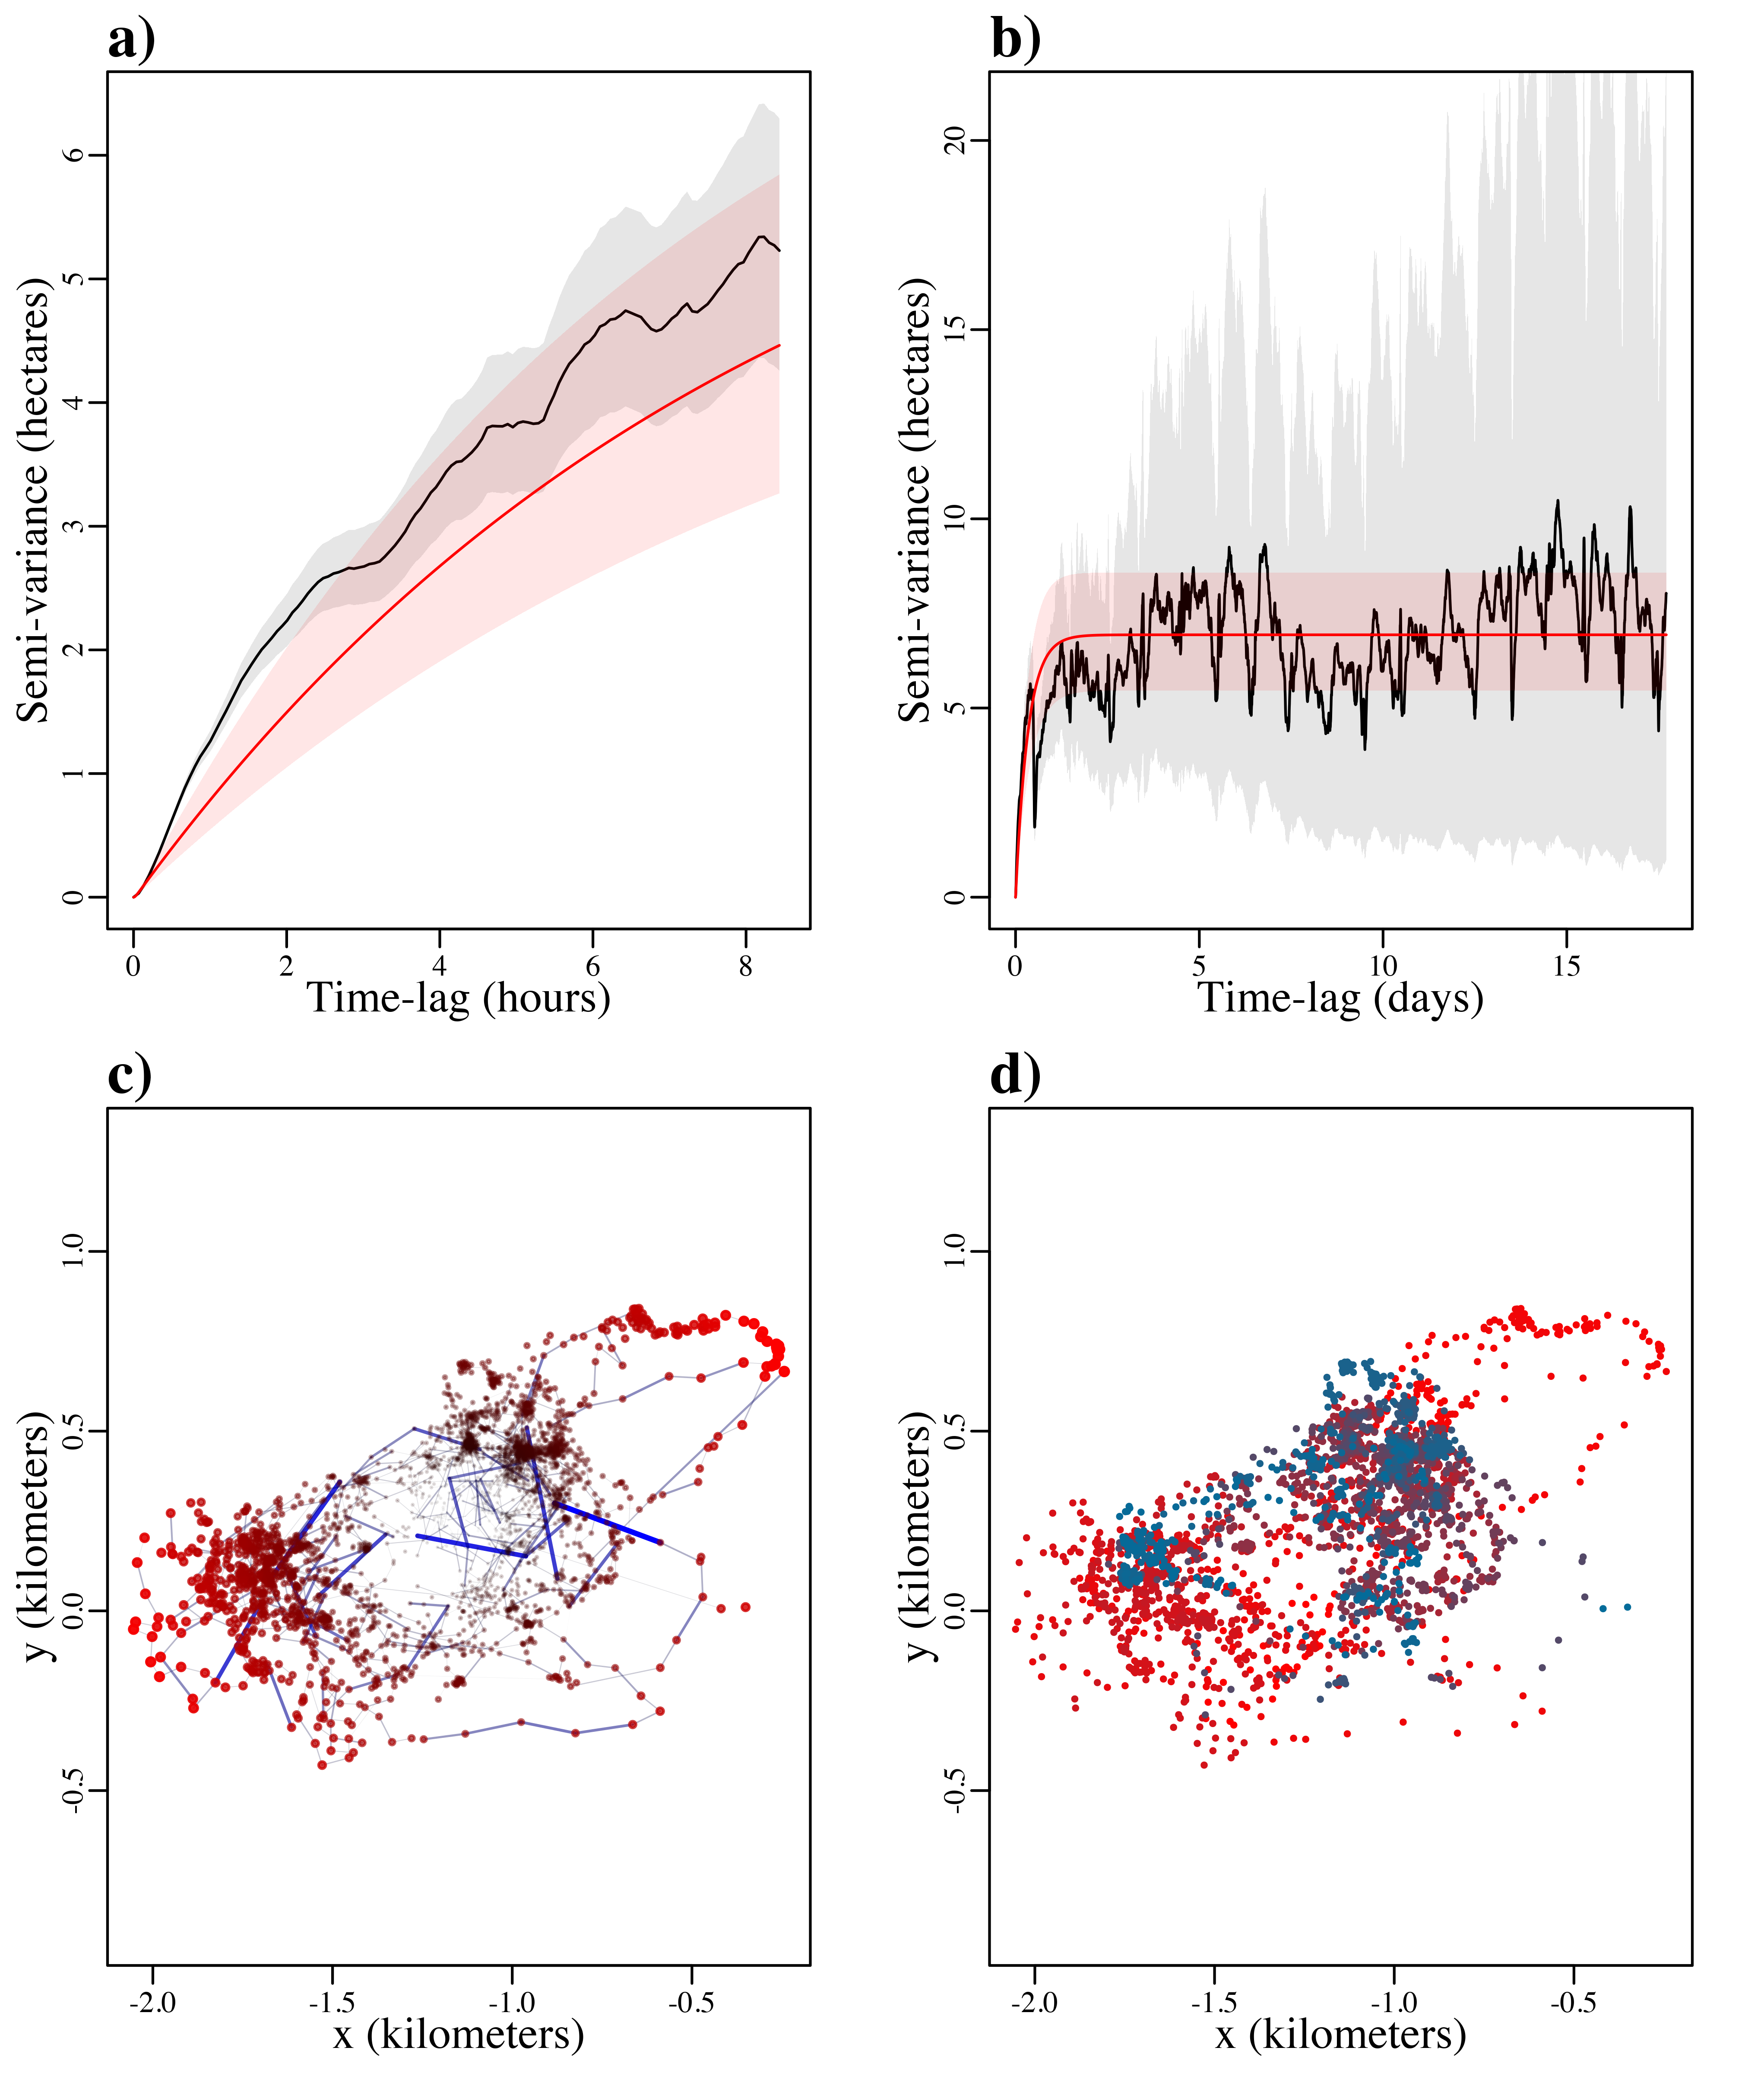 a)
Semi-variance (hectares)
6
5
4
3
2
1
0
0 2 4 6 8
Time-lag (hours)
b)
Semi-variance (hectares)
20
15
10
5
0
0 5 10 15
Time-lag (days)
c)
y (kilometers)
1.0
0.5
0.0
-0.5
-2.0 -1.5 -1.0 -0.5
x (kilometers)
d)
y (kilometers)
1.0
0.5
0.0
-0.5
-2.0 -1.5 -1.0 -0.5
x (kilometers)